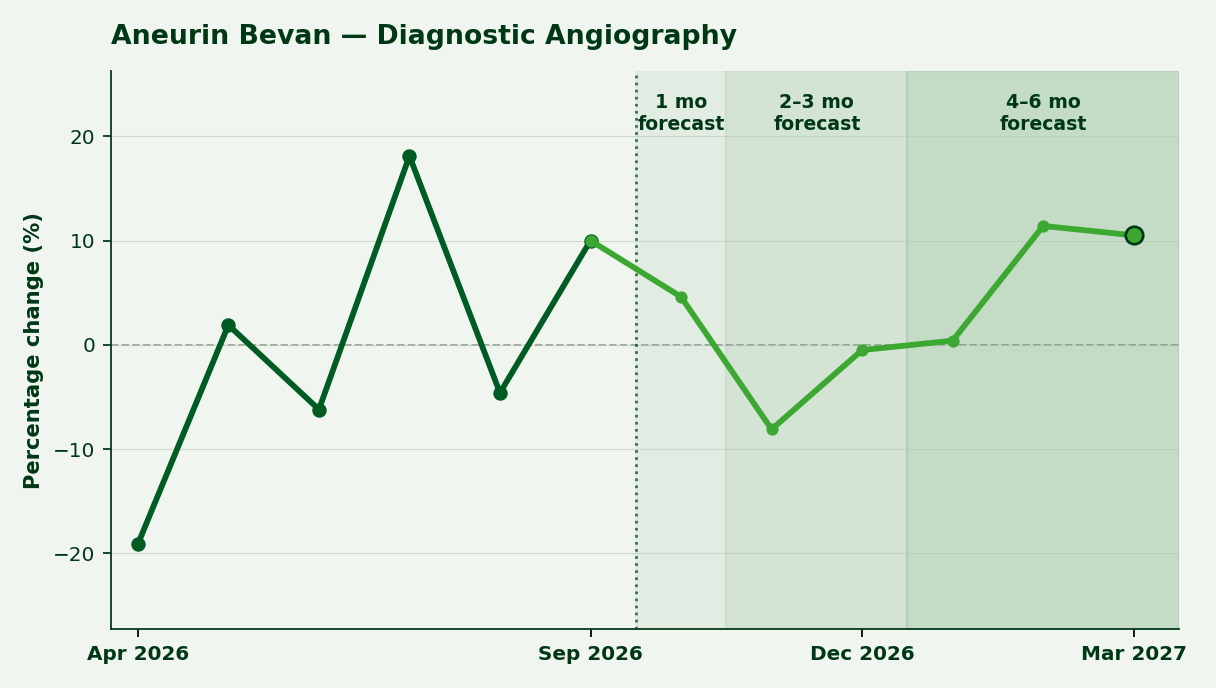 Aneurin Bevan — Diagnostic Angiography
1 mo
forecast
2–3 mo
forecast
4–6 mo
forecast
Percentage change (%)
20
10
0
−10
−20
Apr 2026
Sep 2026
Dec 2026
Mar 2027